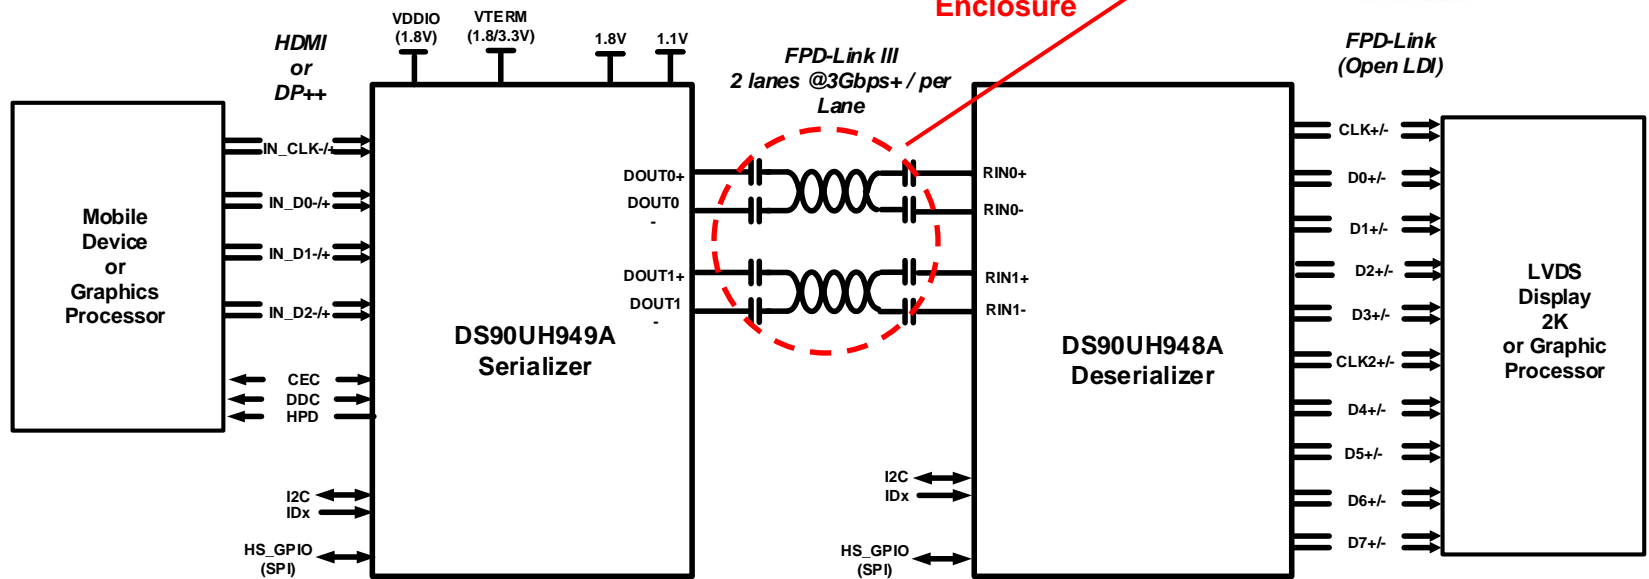 Enclosure
VDDIO
(1.8V)
VTERM
(1.8/3.3V)
1.8V
1.1V
HDMI
or
DP++
FPD-Link III
2 lanes @3Gbps+ / per
Lane
FPD-Link
(Open LDI)
Mobile
Device
or
Graphics
Processor
IN_CLK-/+
IN_D0-/+
IN_D1-/+
IN_D2-/+
CEC
DDC
HPD
I2C
IDx
HS_GPIO
(SPI)
DS90UH949A
Serializer
DOUT0+
DOUT0
-
DOUT1+
DOUT1
-
RIN0+
RIN0-
RIN1+
RIN1-
DS90UH948A
Deserializer
I2C
IDx
HS_GPIO
(SPI)
CLK+/-
D0+/-
D1+/-
D2+/-
D3+/-
CLK2+/-
D4+/-
D5+/-
D6+/-
D7+/-
LVDS
Display
2K
or Graphic
Processor